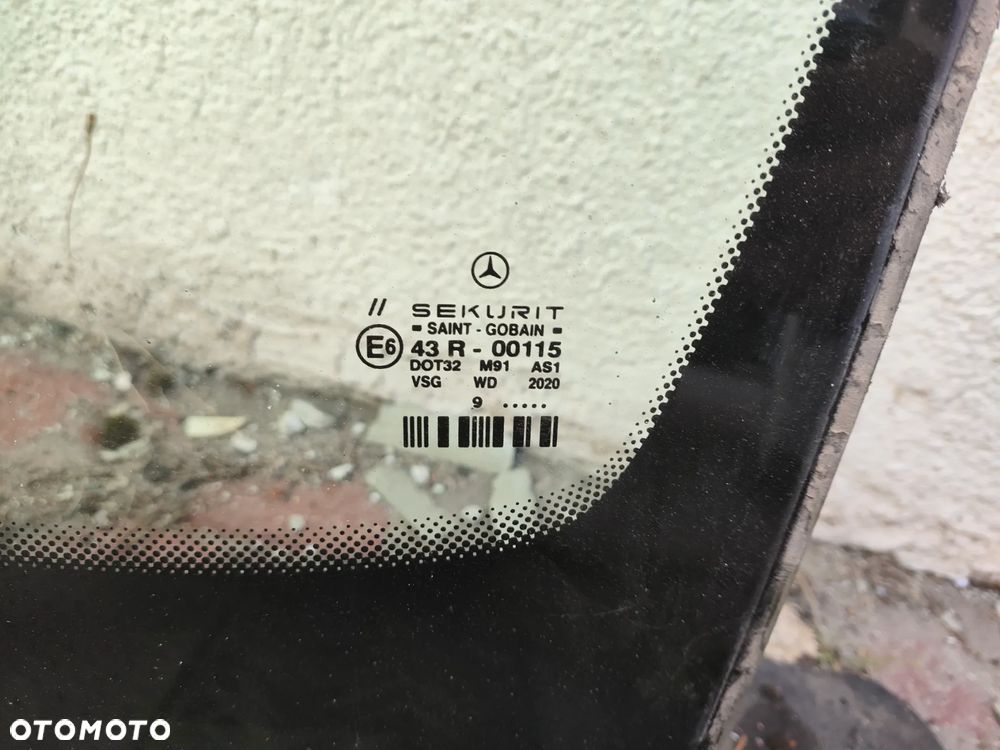 // SEKURIT
SAINT - GOBAIN
E6 43 R - 00115
DOT32 M91 AS1
VSG WD 2020
9 .....
OTOMOTO